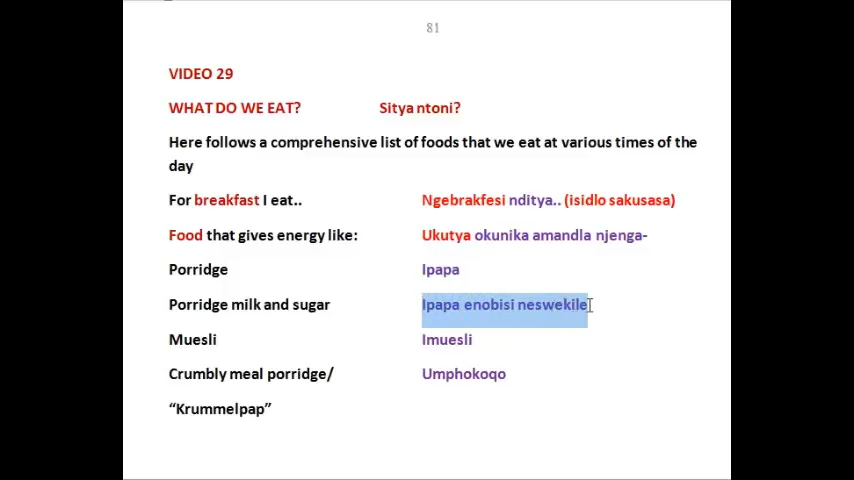 81
VIDEO 29
WHAT DO WE EAT? Sitya ntoni?
Here follows a comprehensive list of foods that we eat at various times of the
day
For breakfast I eat.. Ngebrakfesi nditya.. (isidlo sakusasa)
Food that gives energy like: Ukutya okunika amandla njenga-
Porridge Ipapa
Porridge milk and sugar Ipapa enobisi neswekile
Muesli Imuesli
Crumbly meal porridge/ Umphokoqo
“Krummelpap”